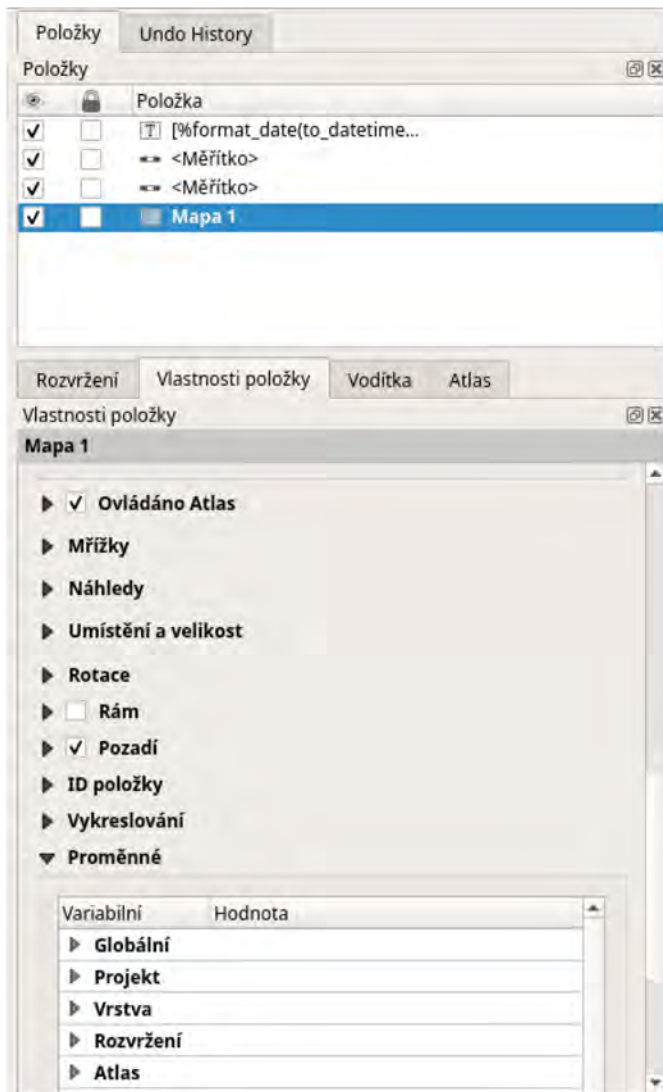 Položky Undo History
Položky
Položka
[%format_date(to_datetime...
<Měřítko>
<Měřítko>
Mapa 1
Rozvržení Vlastnosti položky Vodítka Atlas
Vlastnosti položky
Mapa 1
Ovládáno Atlas
Mřížky
Náhledy
Umístění a velikost
Rotace
Rám
Pozadí
ID položky
Vykreslování
Proměnné
Variabilní Hodnota
Globální
Projekt
Vrstva
Rozvržení
Atlas